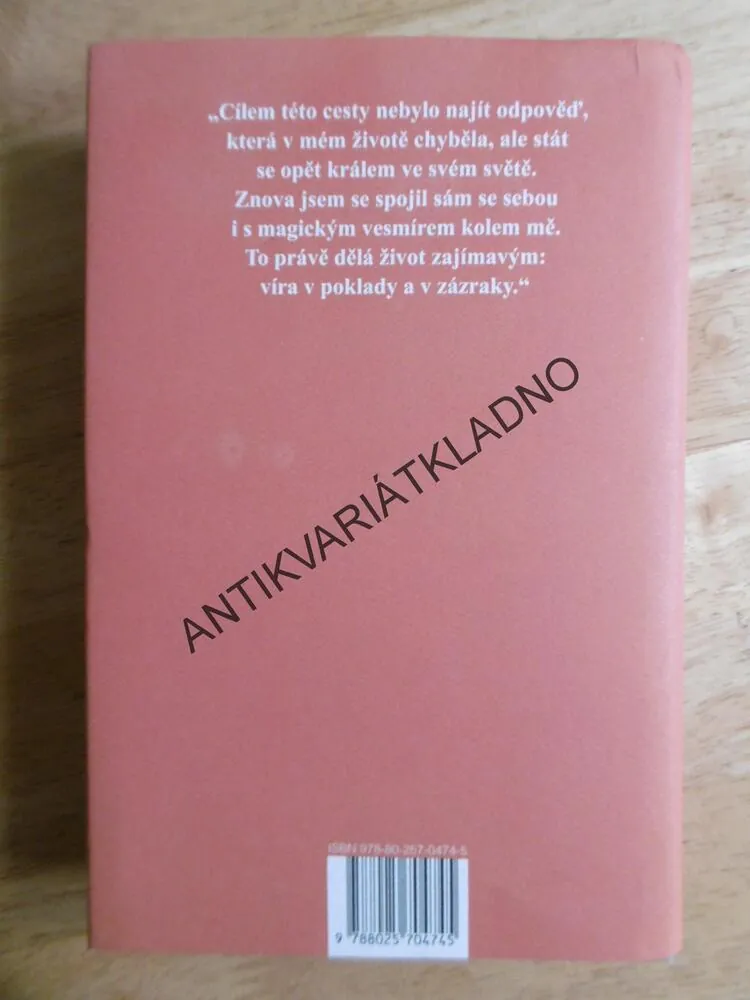 „Cílem této cesty nebylo najít odpověď,
která v mém životě chyběla, ale stát
se opět králem ve svém světě.
Znova jsem se spojil sám se sebou
i s magickým vesmírem kolem mě.
To právě dělá život zajímavým:
víra v poklady a v zázraky.“
ANTIKVARIÁTKLADNO
ISBN 978-80-257-0474-5
9 788025 704745